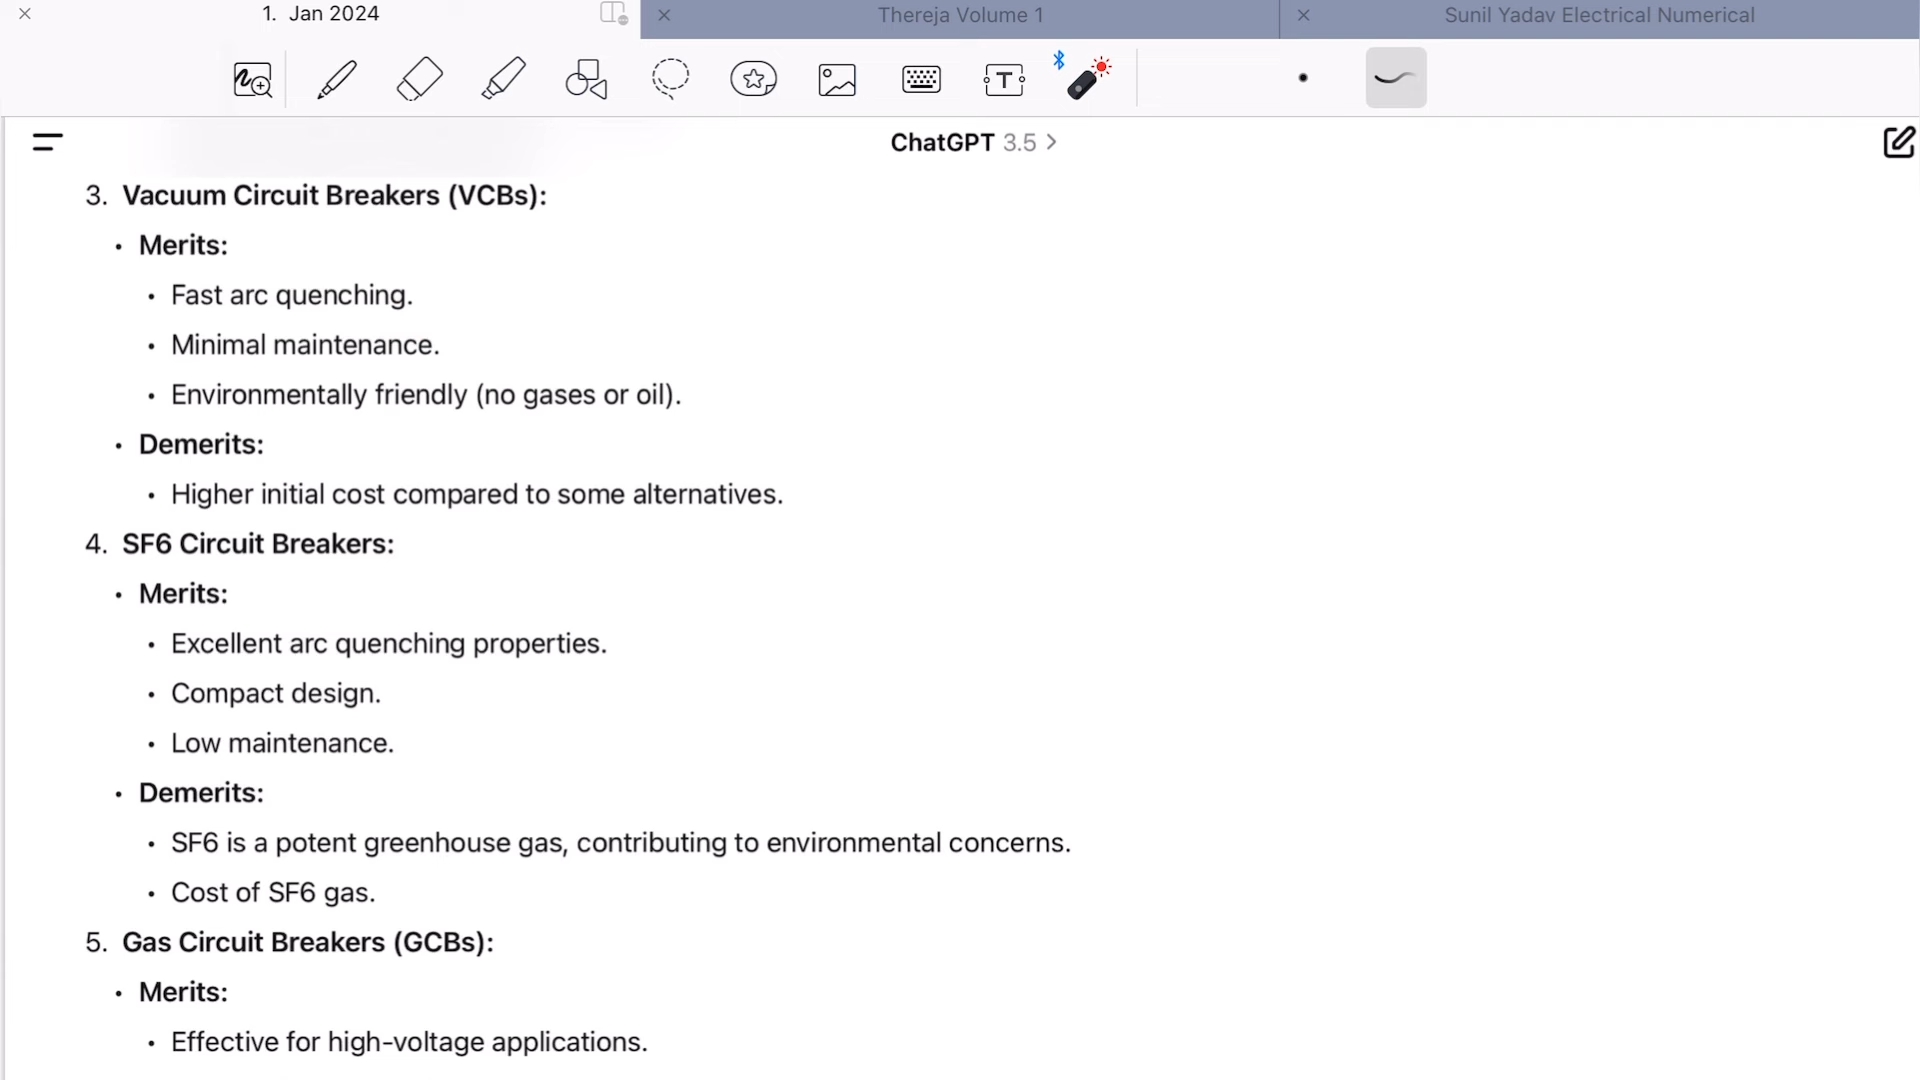 1. Jan 2024
Thereja Volume 1
Sunil Yadav Electrical Numerical
T
ChatGPT 3.5 >
3. Vacuum Circuit Breakers (VCBs):
• Merits:
• Fast arc quenching.
• Minimal maintenance.
• Environmentally friendly (no gases or oil).
• Demerits:
• Higher initial cost compared to some alternatives.
4. SF6 Circuit Breakers:
• Merits:
• Excellent arc quenching properties.
• Compact design.
• Low maintenance.
• Demerits:
• SF6 is a potent greenhouse gas, contributing to environmental concerns.
• Cost of SF6 gas.
5. Gas Circuit Breakers (GCBs):
• Merits:
• Effective for high-voltage applications.